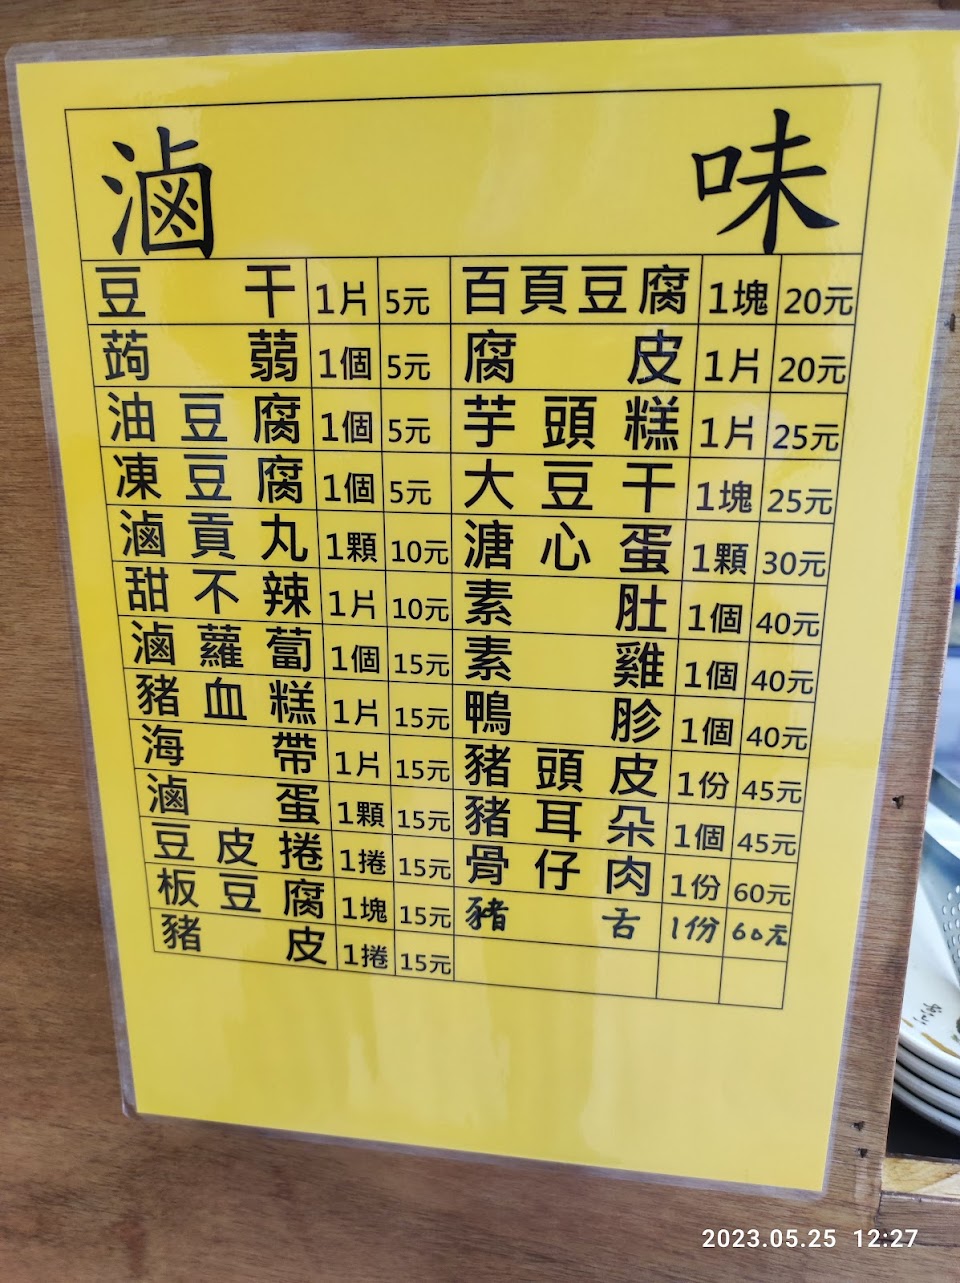 滷味
豆干 1片 5元 百頁豆腐 1塊 20元
蒟蒻 1個 5元 腐皮 1片 20元
油豆腐 1個 5元 芋頭糕 1片 25元
凍豆腐 1個 5元 大豆干 1塊 25元
滷貢丸 1顆 10元 溏心蛋 1顆 30元
甜不辣 1片 10元 素肚 1個 40元
滷蘿蔔 1個 15元 素雞 1個 40元
豬血糕 1片 15元 鴨胗 1個 40元
海帶 1片 15元 豬頭皮 1份 45元
滷蛋 1顆 15元 豬耳朵 1個 45元
豆皮捲 1捲 15元 骨仔肉 1份 60元
板豆腐 1塊 15元 豬舌 1份 60元
豬皮 1捲 15元
2023.05.25 12:27